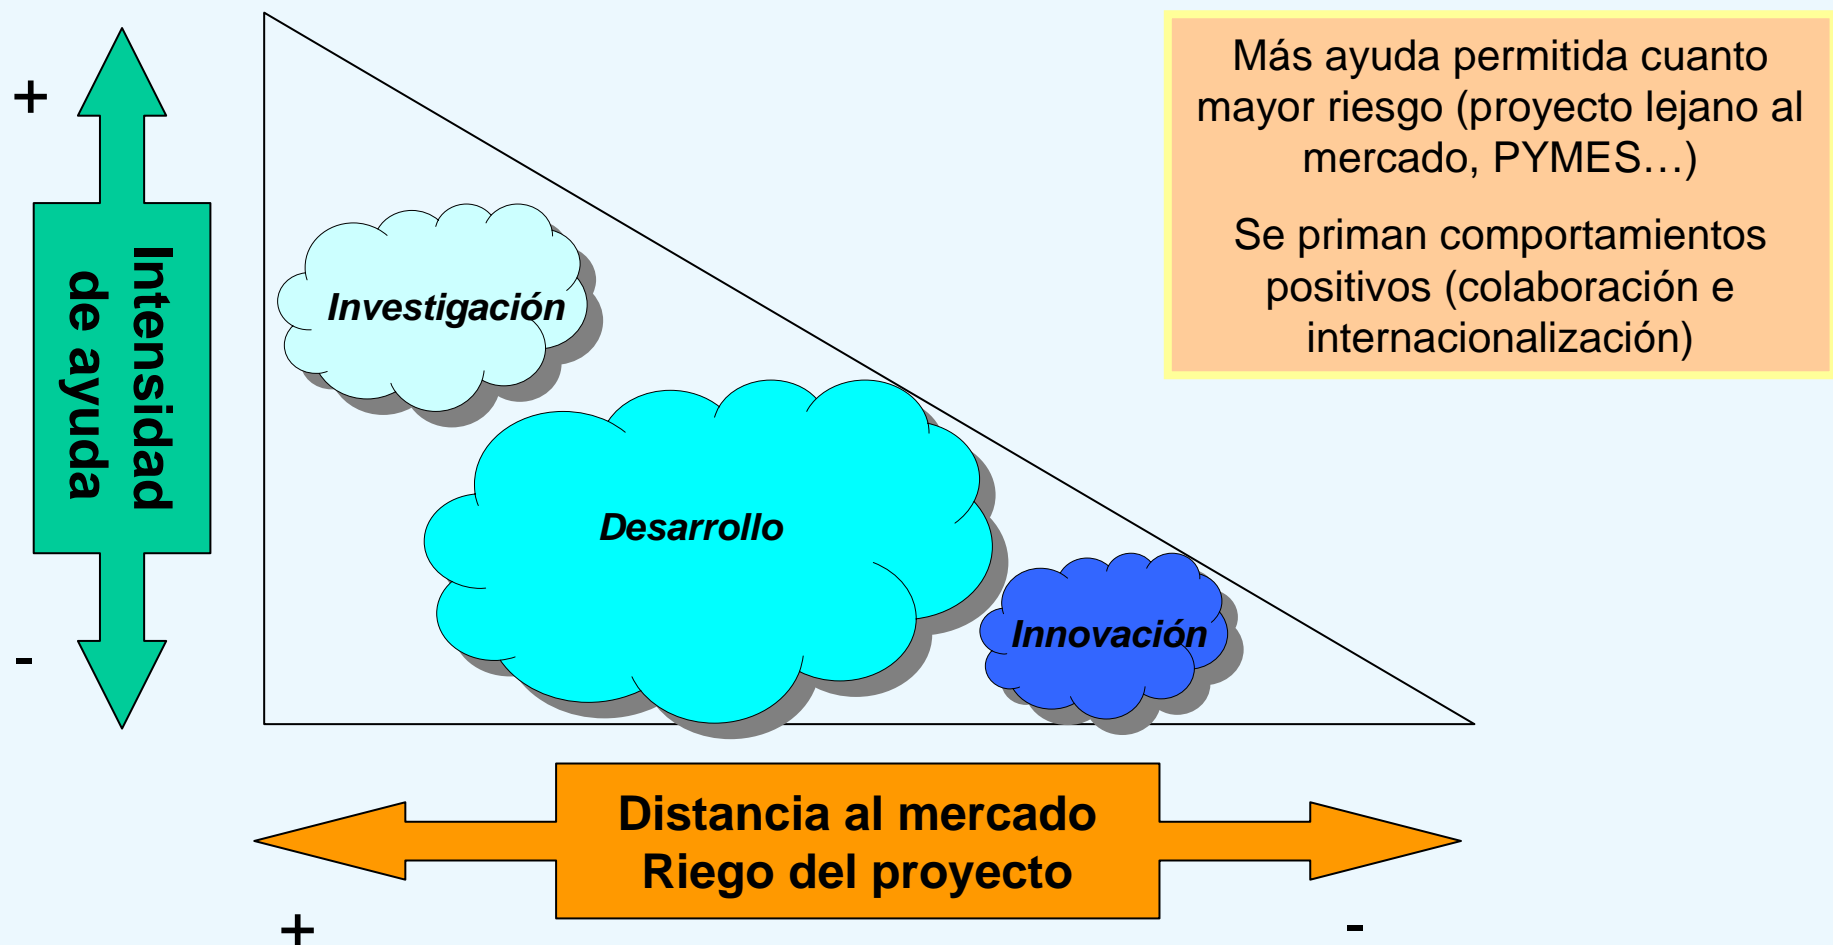 +
Intensidad
de ayuda
-
Investigación
Desarrollo
Innovación
Más ayuda permitida cuanto
mayor riesgo (proyecto lejano al
mercado, PYMES…)
Se priman comportamientos
positivos (colaboración e
internacionalización)
Distancia al mercado
Riego del proyecto
+
-